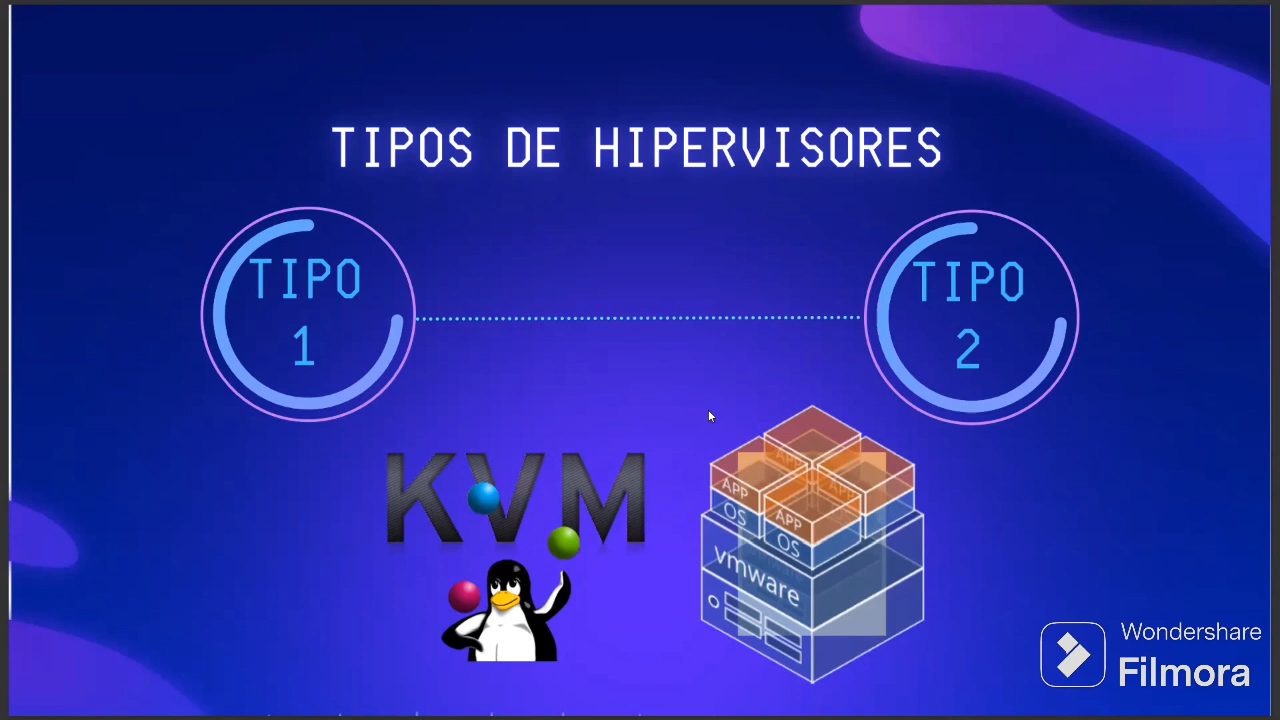 TIPOS DE HIPERVISORES
TIPO
1
TIPO
2
KVM
APP
APP
APP
APP
OS
OS
vmware
Wondershare
Filmora